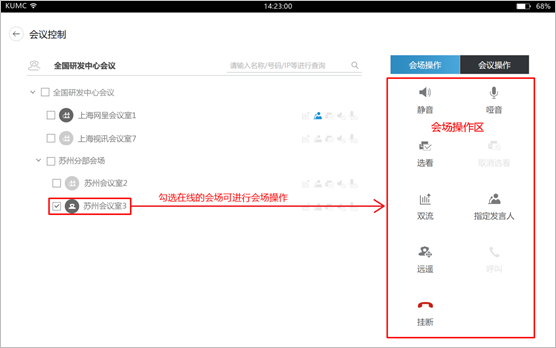 KUMC 14:23:00 68%
会议控制
全国研发中心会议 请输入名称/号码/IP等进行查询
会场操作 会议操作
全国研发中心会议
上海网呈会议室1
上海视讯会议室7
苏州分部会场
苏州会议室2
苏州会议室3
勾选在线的会场可进行会场操作
静音 哑音
会场操作区
选看 取消选看
双流 指定发言人
远遥 呼叫
挂断